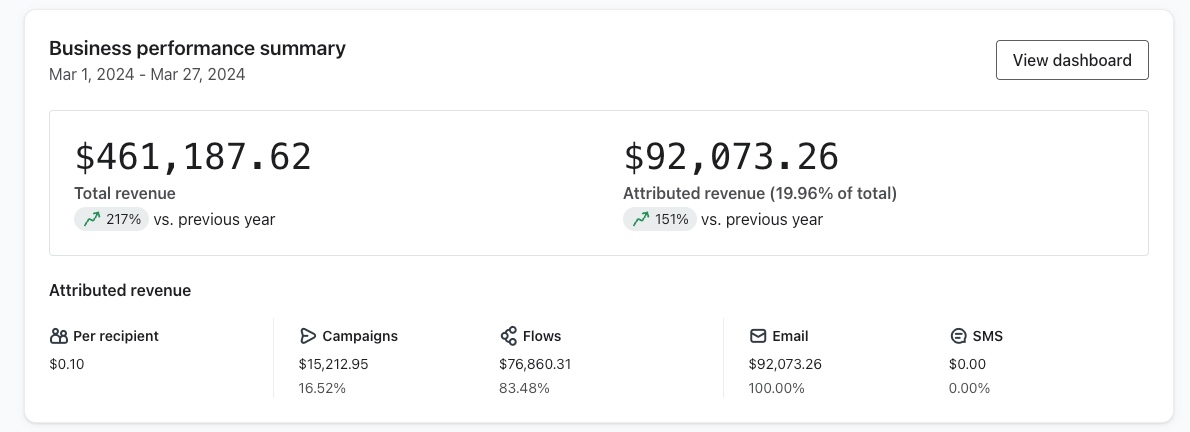 Business performance summary
Mar 1, 2024 - Mar 27, 2024
View dashboard
$461,187.62
Total revenue
217% vs. previous year
$92,073.26
Attributed revenue (19.96% of total)
151% vs. previous year
Attributed revenue
Per recipient
$0.10
Campaigns
$15,212.95
16.52%
Flows
$76,860.31
83.48%
Email
$92,073.26
100.00%
SMS
$0.00
0.00%